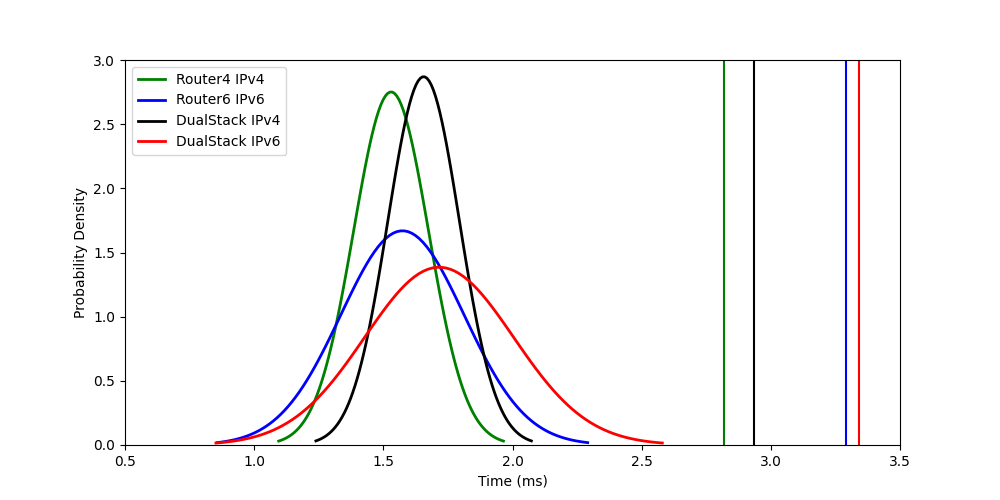 Router4 IPv4
Router6 IPv6
DualStack IPv4
DualStack IPv6
Probability Density
3.0
2.5
2.0
1.5
1.0
0.5
0.0
0.5 1.0 1.5 2.0 2.5 3.0 3.5
Time (ms)